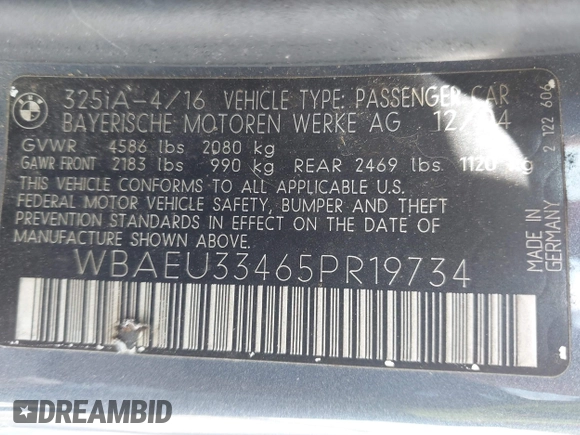 BMW
325iA-4/16 VEHICLE TYPE: PASSENGER CAR
BAYERISCHE MOTOREN WERKE AG 12/04
GVWR 4586 lbs 2080 kg
GAWR FRONT 2183 lbs 990 kg REAR 2469 lbs 1120 kg
THIS VEHICLE CONFORMS TO ALL APPLICABLE U.S.
FEDERAL MOTOR VEHICLE SAFETY, BUMPER AND THEFT
PREVENTION STANDARDS IN EFFECT ON THE DATE OF
MANUFACTURE SHOWN ABOVE.
WBAEU33465PR19734
MADE IN
GERMANY
2 122 606
DREAMBID